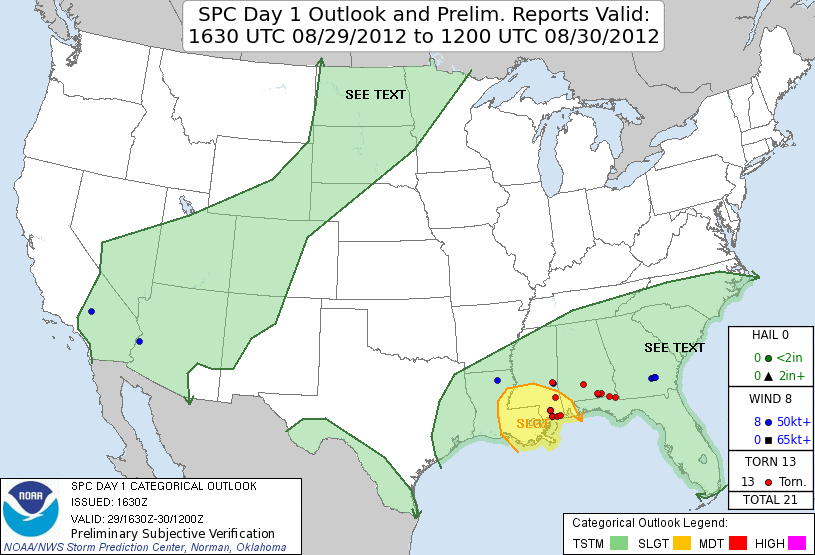 SPC Day 1 Outlook and Prelim. Reports Valid:
1630 UTC 08/29/2012 to 1200 UTC 08/30/2012
SEE TEXT
SEE TEXT
SLGT
HAIL 0
0 <2in
0 2in+
WIND 8
8 50kt+
0 65kt+
TORN 13
13 Torn.
TOTAL 21
NOAA
SPC DAY 1 CATEGORICAL OUTLOOK
ISSUED: 1630Z
VALID: 29/1630Z-30/1200Z
Preliminary Subjective Verification
NOAA/NWS Storm Prediction Center, Norman, Oklahoma
Categorical Outlook Legend:
TSTM SLGT MDT HIGH